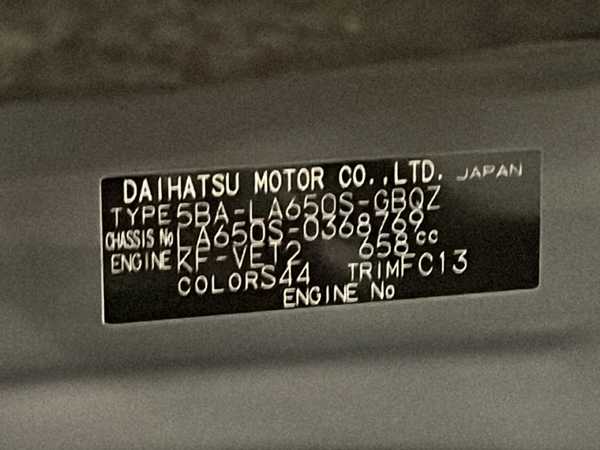 DAIHATSU MOTOR CO.,LTD. JAPAN
TYPE 5BA-LA650S-GBQZ
CHASSIS No LA650S-0368769
ENGINE KF-VET2 658cc
COLOR S44 TRIM FC13
ENGINE No